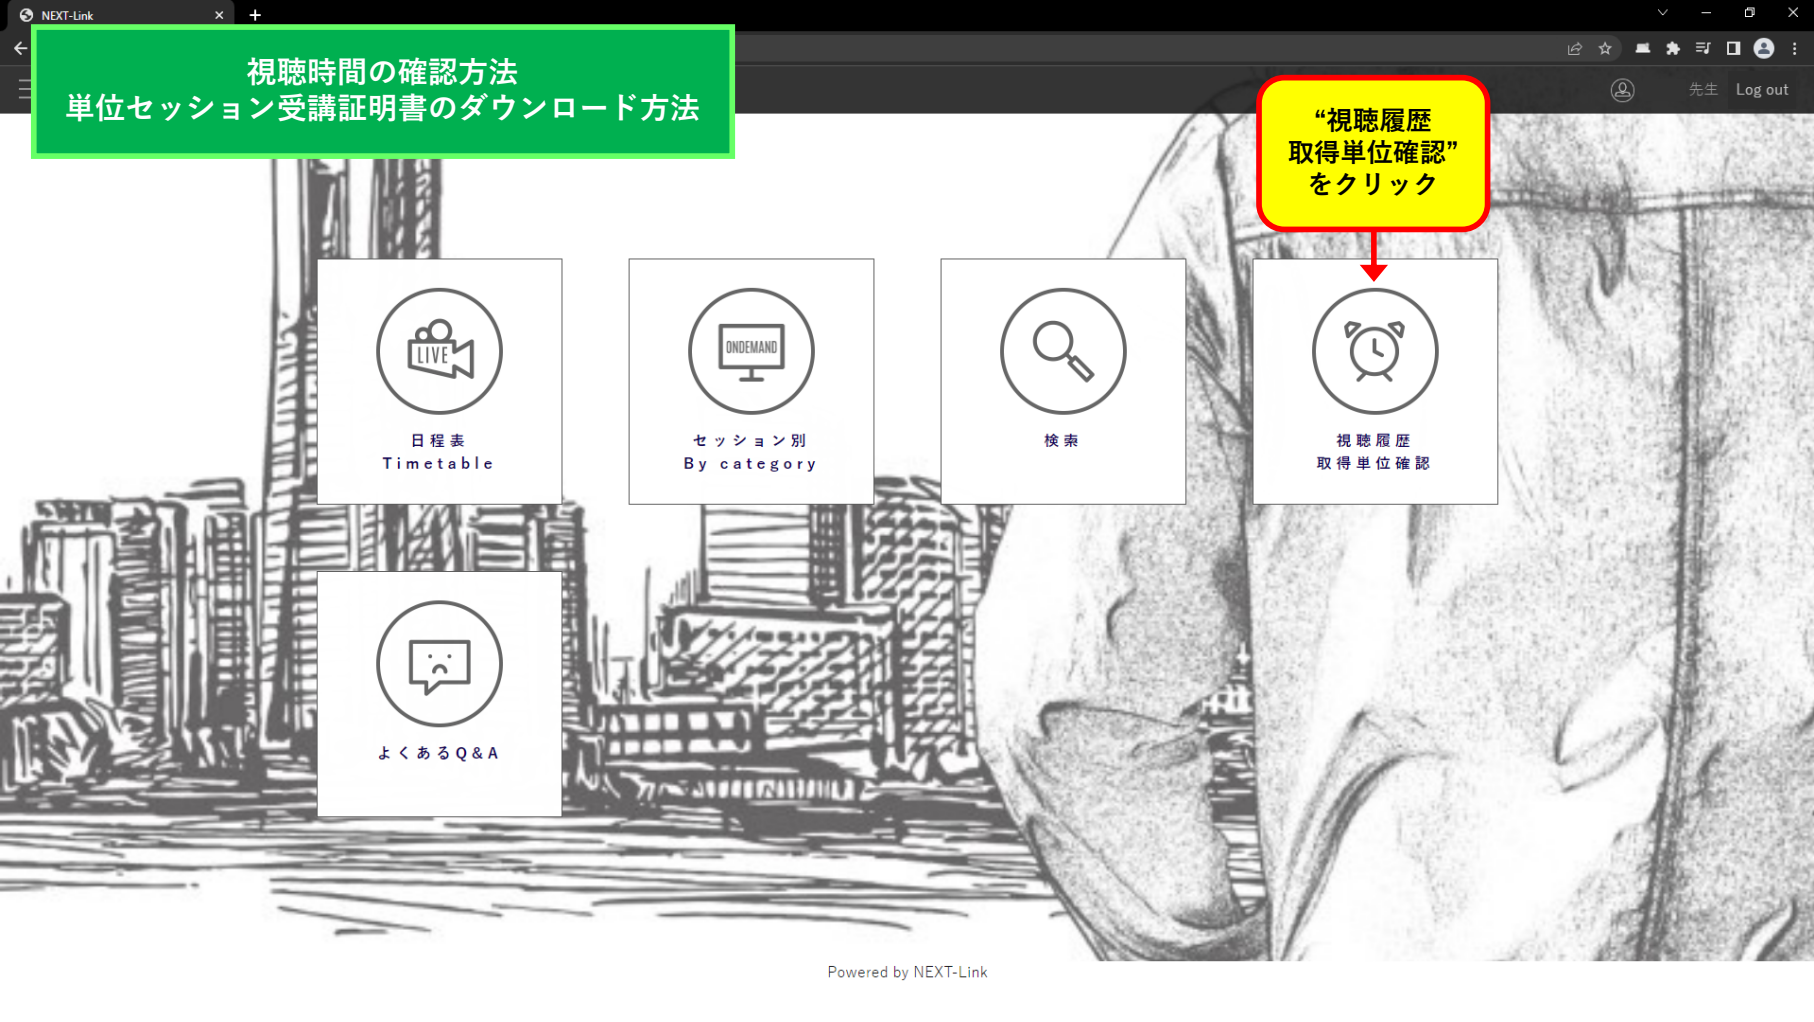 NEXT-Link
視聴時間の確認方法
単位セッション受講証明書のダウンロード方法
先生 Log out
“視聴履歴
取得単位確認”
をクリック
LIVE
日程表
Timetable
ONDEMAND
セッション別
By category
検索
視聴履歴
取得単位確認
よくあるQ&A
Powered by NEXT-Link